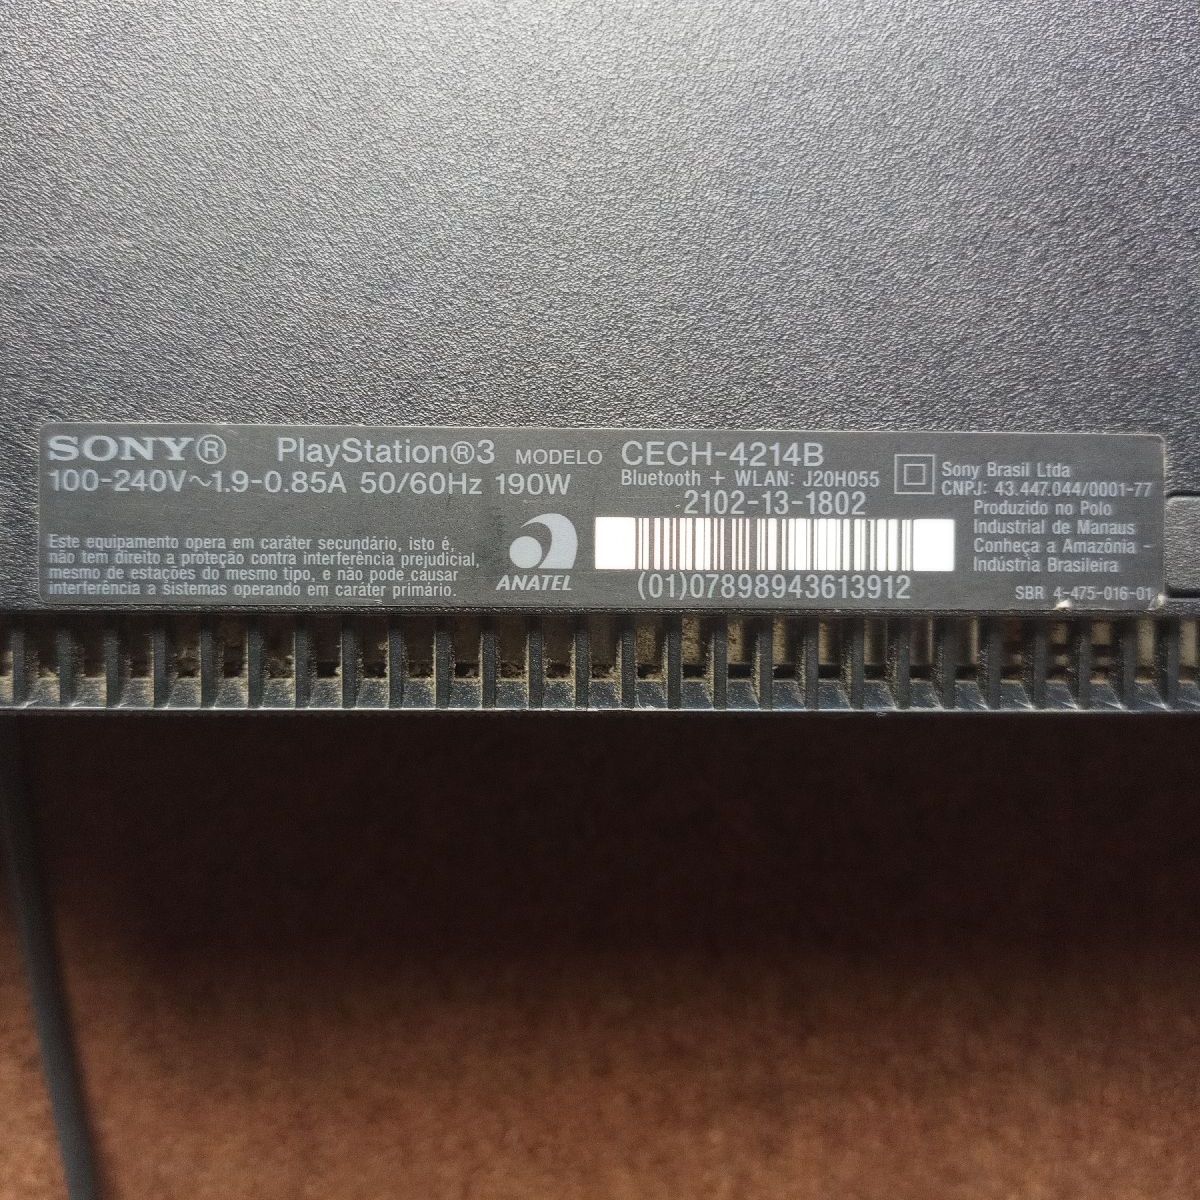 SONY® PlayStation®3 MODELO CECH-4214B
100-240V~1.9-0.85A 50/60Hz 190W
Bluetooth + WLAN: J20H055
2102-13-1802
Sony Brasil Ltda
CNPJ: 43.447.044/0001-77
Produzido no Polo
Industrial de Manaus
Conheça a Amazônia -
Indústria Brasileira
Este equipamento opera em caráter secundário, isto é,
não tem direito a proteção contra interferência prejudicial,
mesmo de estações do mesmo tipo, e não pode causar
interferência a sistemas operando em caráter primário.
ANATEL
(01)07898943613912
SBR 4-475-016-01